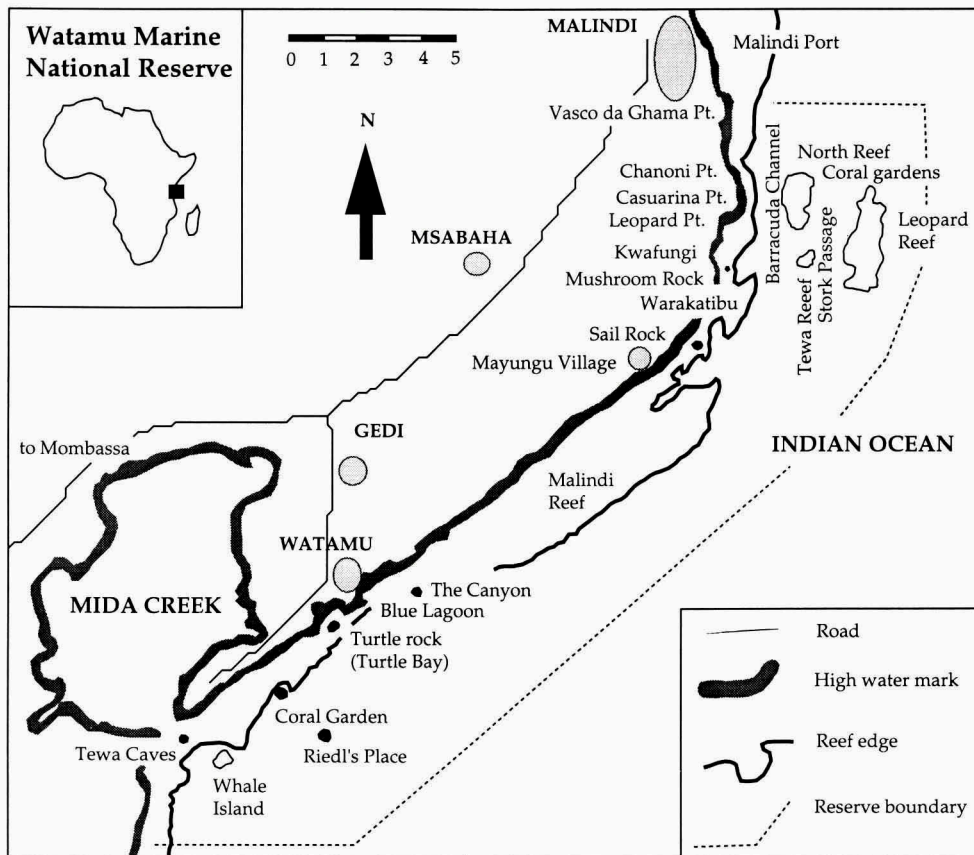 Watamu Marine
National Reserve
0 1 2 3 4 5
N
MALINDI
Malindi Port
Vasco da Ghama Pt.
Chanoni Pt.
Casuarina Pt.
Leopard Pt.
Kwafungi
Mushroom Rock
Warakatibu
Barracuda Channel
North Reef
Coral gardens
Leopard
Reef
Tewa Reeef
Stork Passage
MSABAHA
Sail Rock
Mayungu Village
INDIAN OCEAN
to Mombassa
GEDI
Malindi
Reef
WATAMU
MIDA CREEK
The Canyon
Blue Lagoon
Turtle rock
(Turtle Bay)
Coral Garden
Riedl's Place
Tewa Caves
Whale
Island
Road
High water mark
Reef edge
Reserve boundary